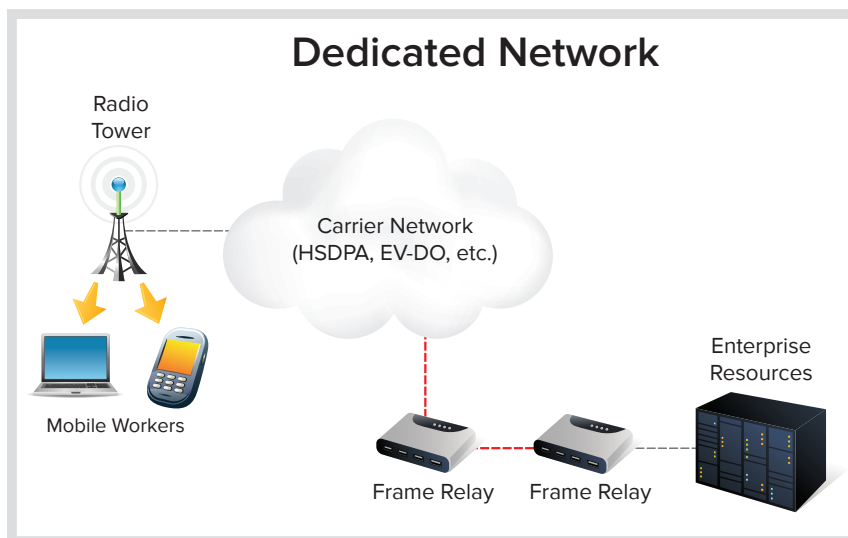 Dedicated Network
Radio
Tower
Carrier Network
(HSDPA, EV-DO, etc.)
Mobile Workers
Enterprise
Resources
Frame Relay
Frame Relay